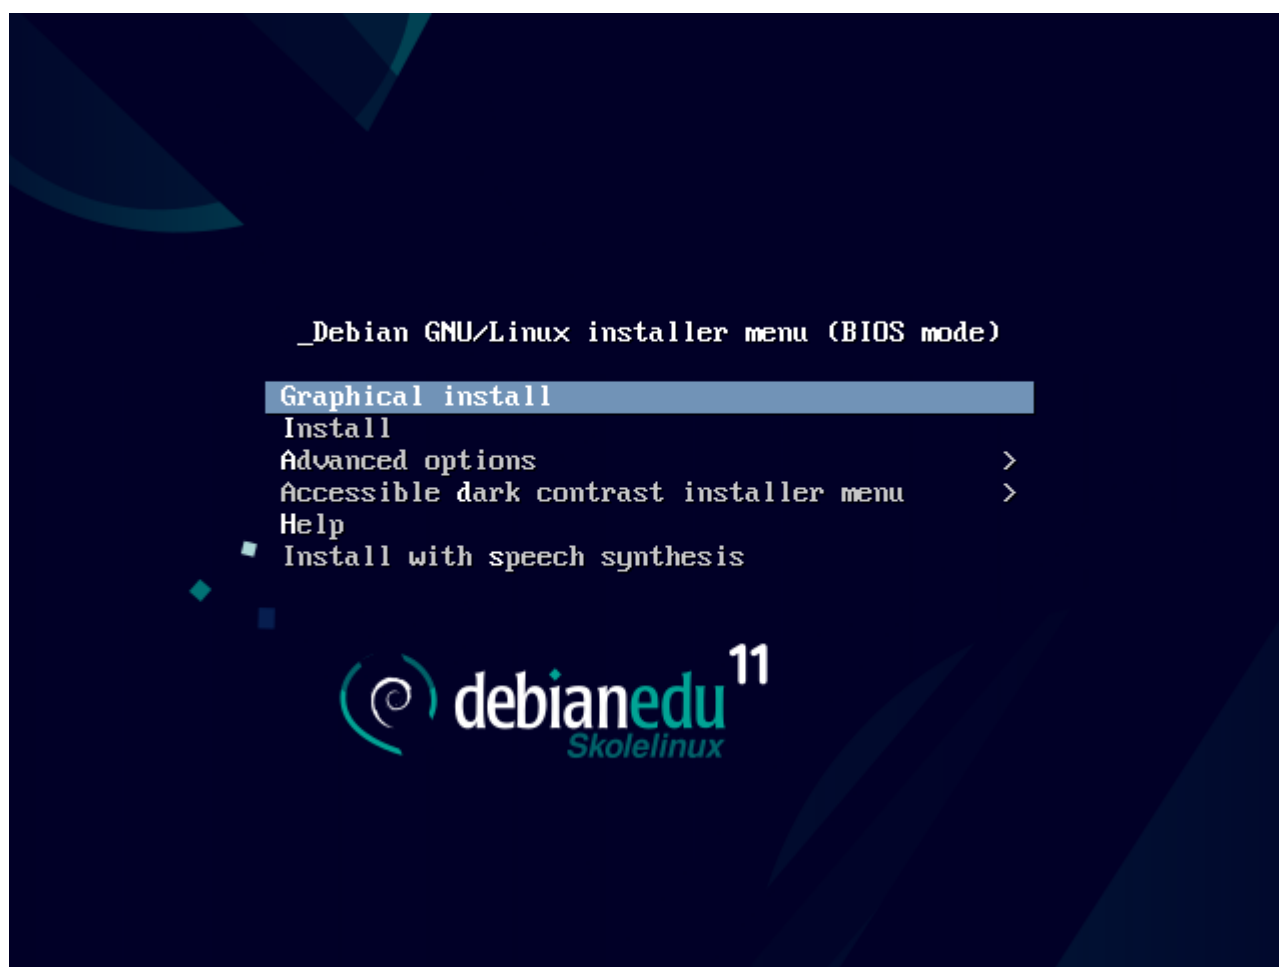 _Debian GNU/Linux installer menu (BIOS mode)
Graphical install
Install
Advanced options >
Accessible dark contrast installer menu >
Help
Install with speech synthesis
debianedu 11
Skolelinux